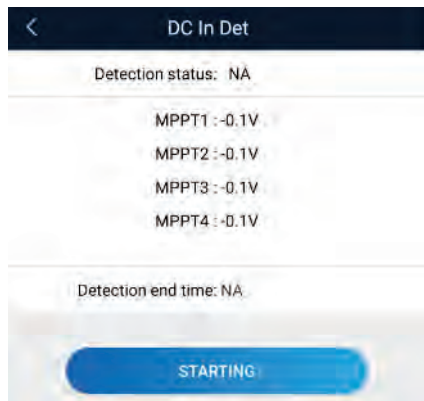 DC In Det
Detection status: NA
MPPT1 :-0.1V
MPPT2 :-0.1V
MPPT3 :-0.1V
MPPT4 :-0.1V
Detection end time: NA
STARTING